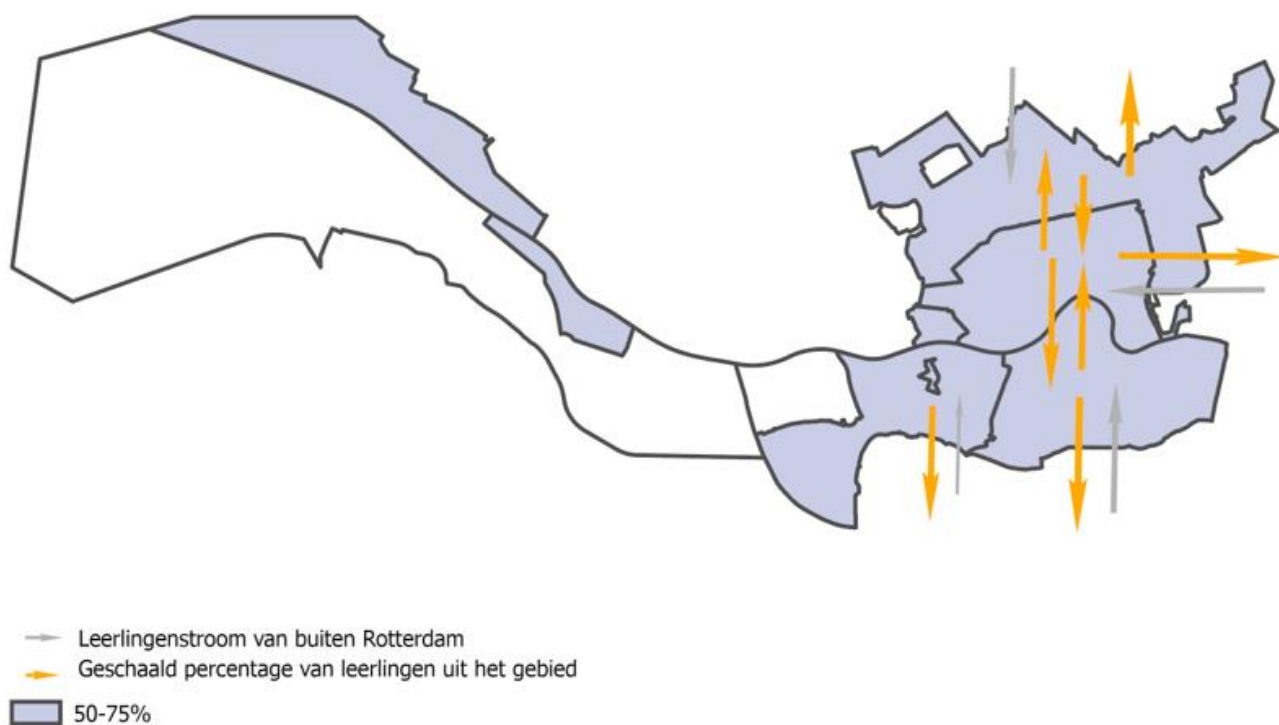 Leerlingenstroom van buiten Rotterdam
Geschaald percentage van leerlingen uit het gebied
50-75%